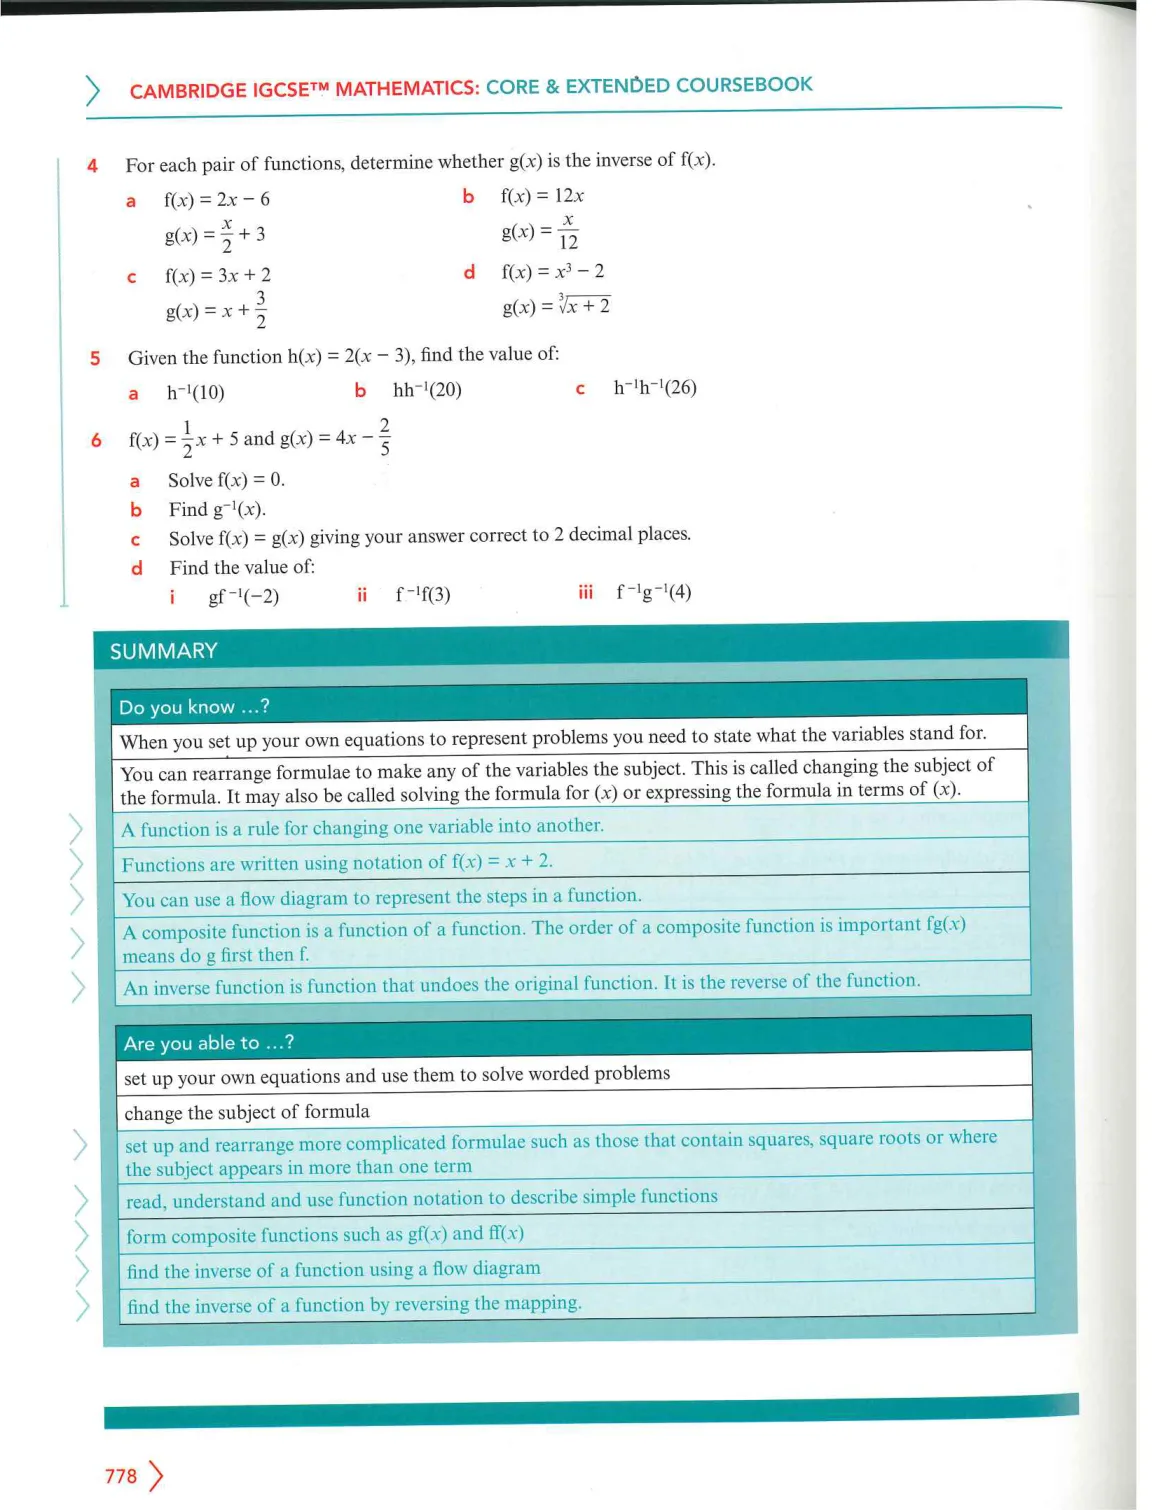 CAMBRIDGE IGCSE™ MATHEMATICS: CORE & EXTENDED COURSEBOOK
4 For each pair of functions, determine whether g(x) is the inverse of f(x).
a f(x) = 2x − 6 b f(x) = 12x
g(x) = x/2 + 3 g(x) = x/12
c f(x) = 3x + 2 d f(x) = x³ − 2
g(x) = x + 3/2 g(x) = ∛(x + 2)
5 Given the function h(x) = 2(x − 3), find the value of:
a h⁻¹(10) b hh⁻¹(20) c h⁻¹h⁻¹(26)
6 f(x) = 1/2 x + 5 and g(x) = 4x − 2/5
a Solve f(x) = 0.
b Find g⁻¹(x).
c Solve f(x) = g(x) giving your answer correct to 2 decimal places.
d Find the value of:
i gf⁻¹(−2) ii f⁻¹f(3) iii f⁻¹g⁻¹(4)
SUMMARY
Do you know ...?
When you set up your own equations to represent problems you need to state what the variables stand for.
You can rearrange formulae to make any of the variables the subject. This is called changing the subject of
the formula. It may also be called solving the formula for (x) or expressing the formula in terms of (x).
A function is a rule for changing one variable into another.
Functions are written using notation of f(x) = x + 2.
You can use a flow diagram to represent the steps in a function.
A composite function is a function of a function. The order of a composite function is important fg(x)
means do g first then f.
An inverse function is function that undoes the original function. It is the reverse of the function.
Are you able to ...?
set up your own equations and use them to solve worded problems
change the subject of formula
set up and rearrange more complicated formulae such as those that contain squares, square roots or where
the subject appears in more than one term
read, understand and use function notation to describe simple functions
form composite functions such as gf(x) and ff(x)
find the inverse of a function using a flow diagram
find the inverse of a function by reversing the mapping.
778